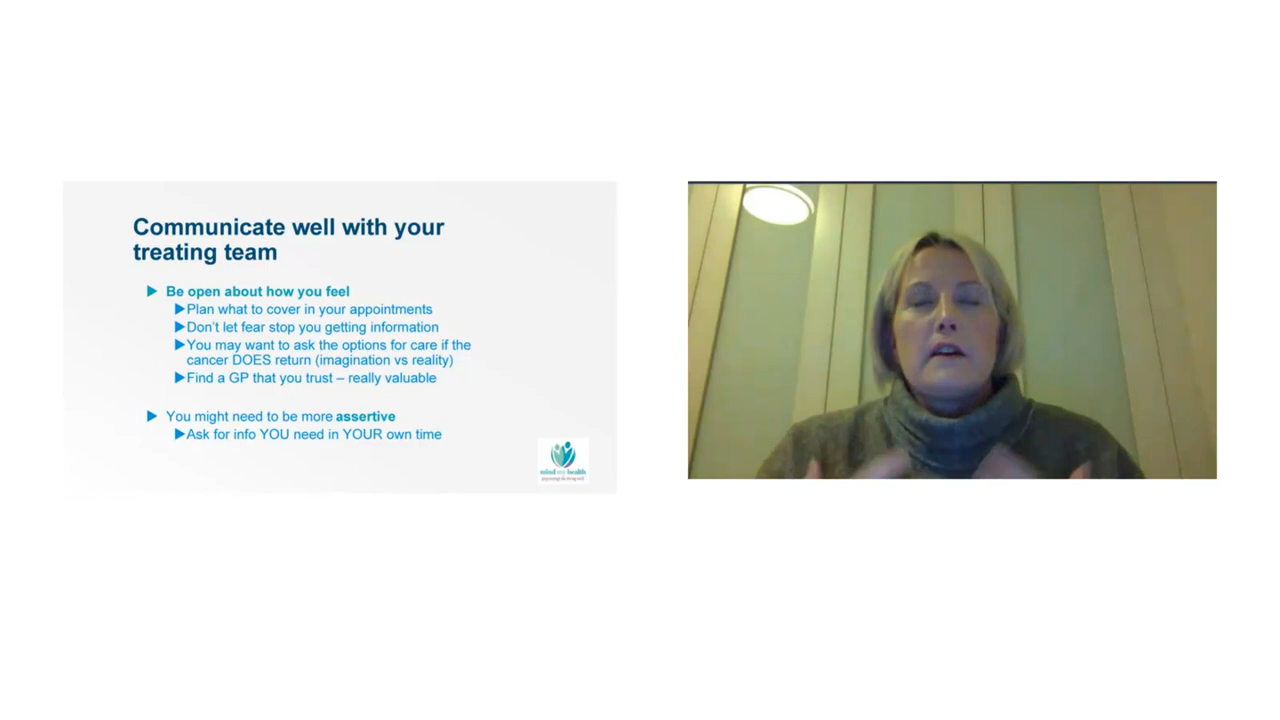 Communicate well with your
treating team
Be open about how you feel
Plan what to cover in your appointments
Don't let fear stop you getting information
You may want to ask the options for care if the
cancer DOES return (imagination vs reality)
Find a GP that you trust – really valuable
You might need to be more assertive
Ask for info YOU need in YOUR own time
mind my health